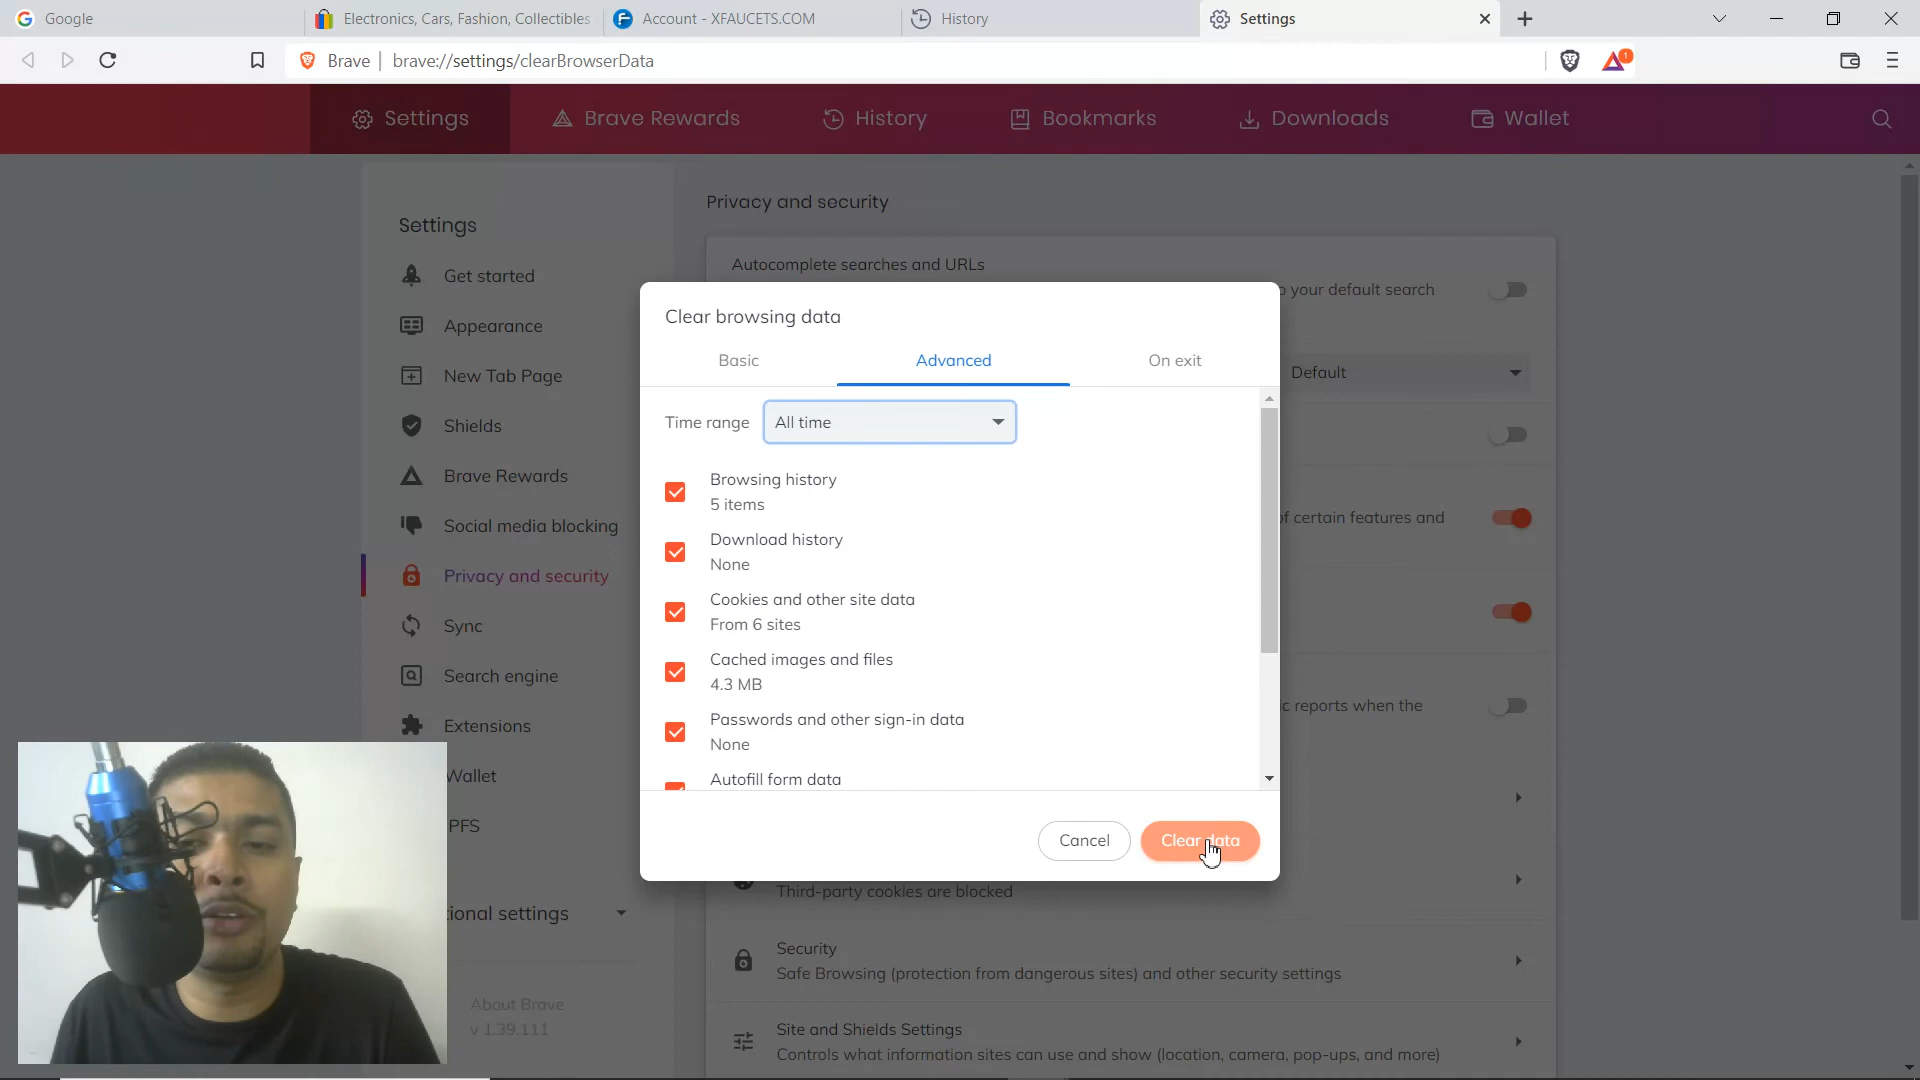 Google
Electronics, Cars, Fashion, Collectibles
Account - XFAUCETS.COM
History
Settings
Brave
brave://settings/clearBrowserData
1
Settings
Brave Rewards
History
Bookmarks
Downloads
Wallet
Settings
Get started
Appearance
New Tab Page
Shields
Brave Rewards
Social media blocking
Privacy and security
Sync
Search engine
Extensions
Wallet
PFS
ional settings
About Brave
v 1.39.111
Privacy and security
Autocomplete searches and URLs
o your default search
Default
of certain features and
ic reports when the
Third-party cookies are blocked
Security
Safe Browsing (protection from dangerous sites) and other security settings
Site and Shields Settings
Controls what information sites can use and show (location, camera, pop-ups, and more)
Clear browsing data
Basic
Advanced
On exit
Time range
All time
Browsing history
5 items
Download history
None
Cookies and other site data
From 6 sites
Cached images and files
4.3 MB
Passwords and other sign-in data
None
Autofill form data
Cancel
Clear data